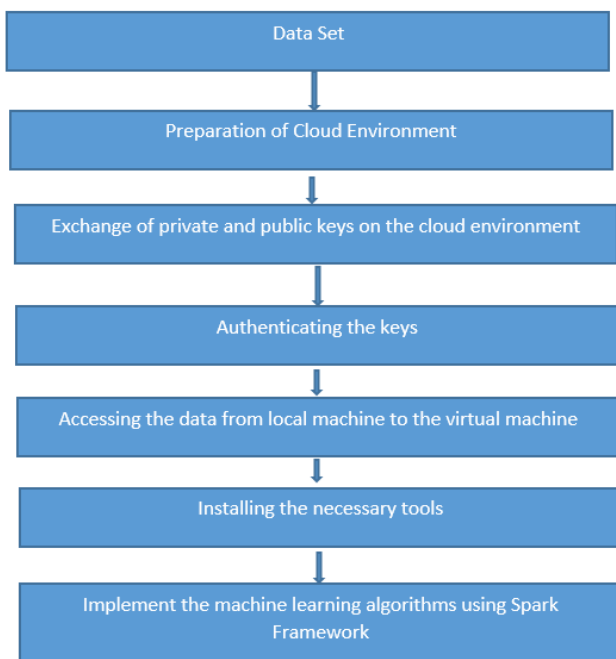 Data Set
Preparation of Cloud Environment
Exchange of private and public keys on the cloud environment
Authenticating the keys
Accessing the data from local machine to the virtual machine
Installing the necessary tools
Implement the machine learning algorithms using Spark
Framework